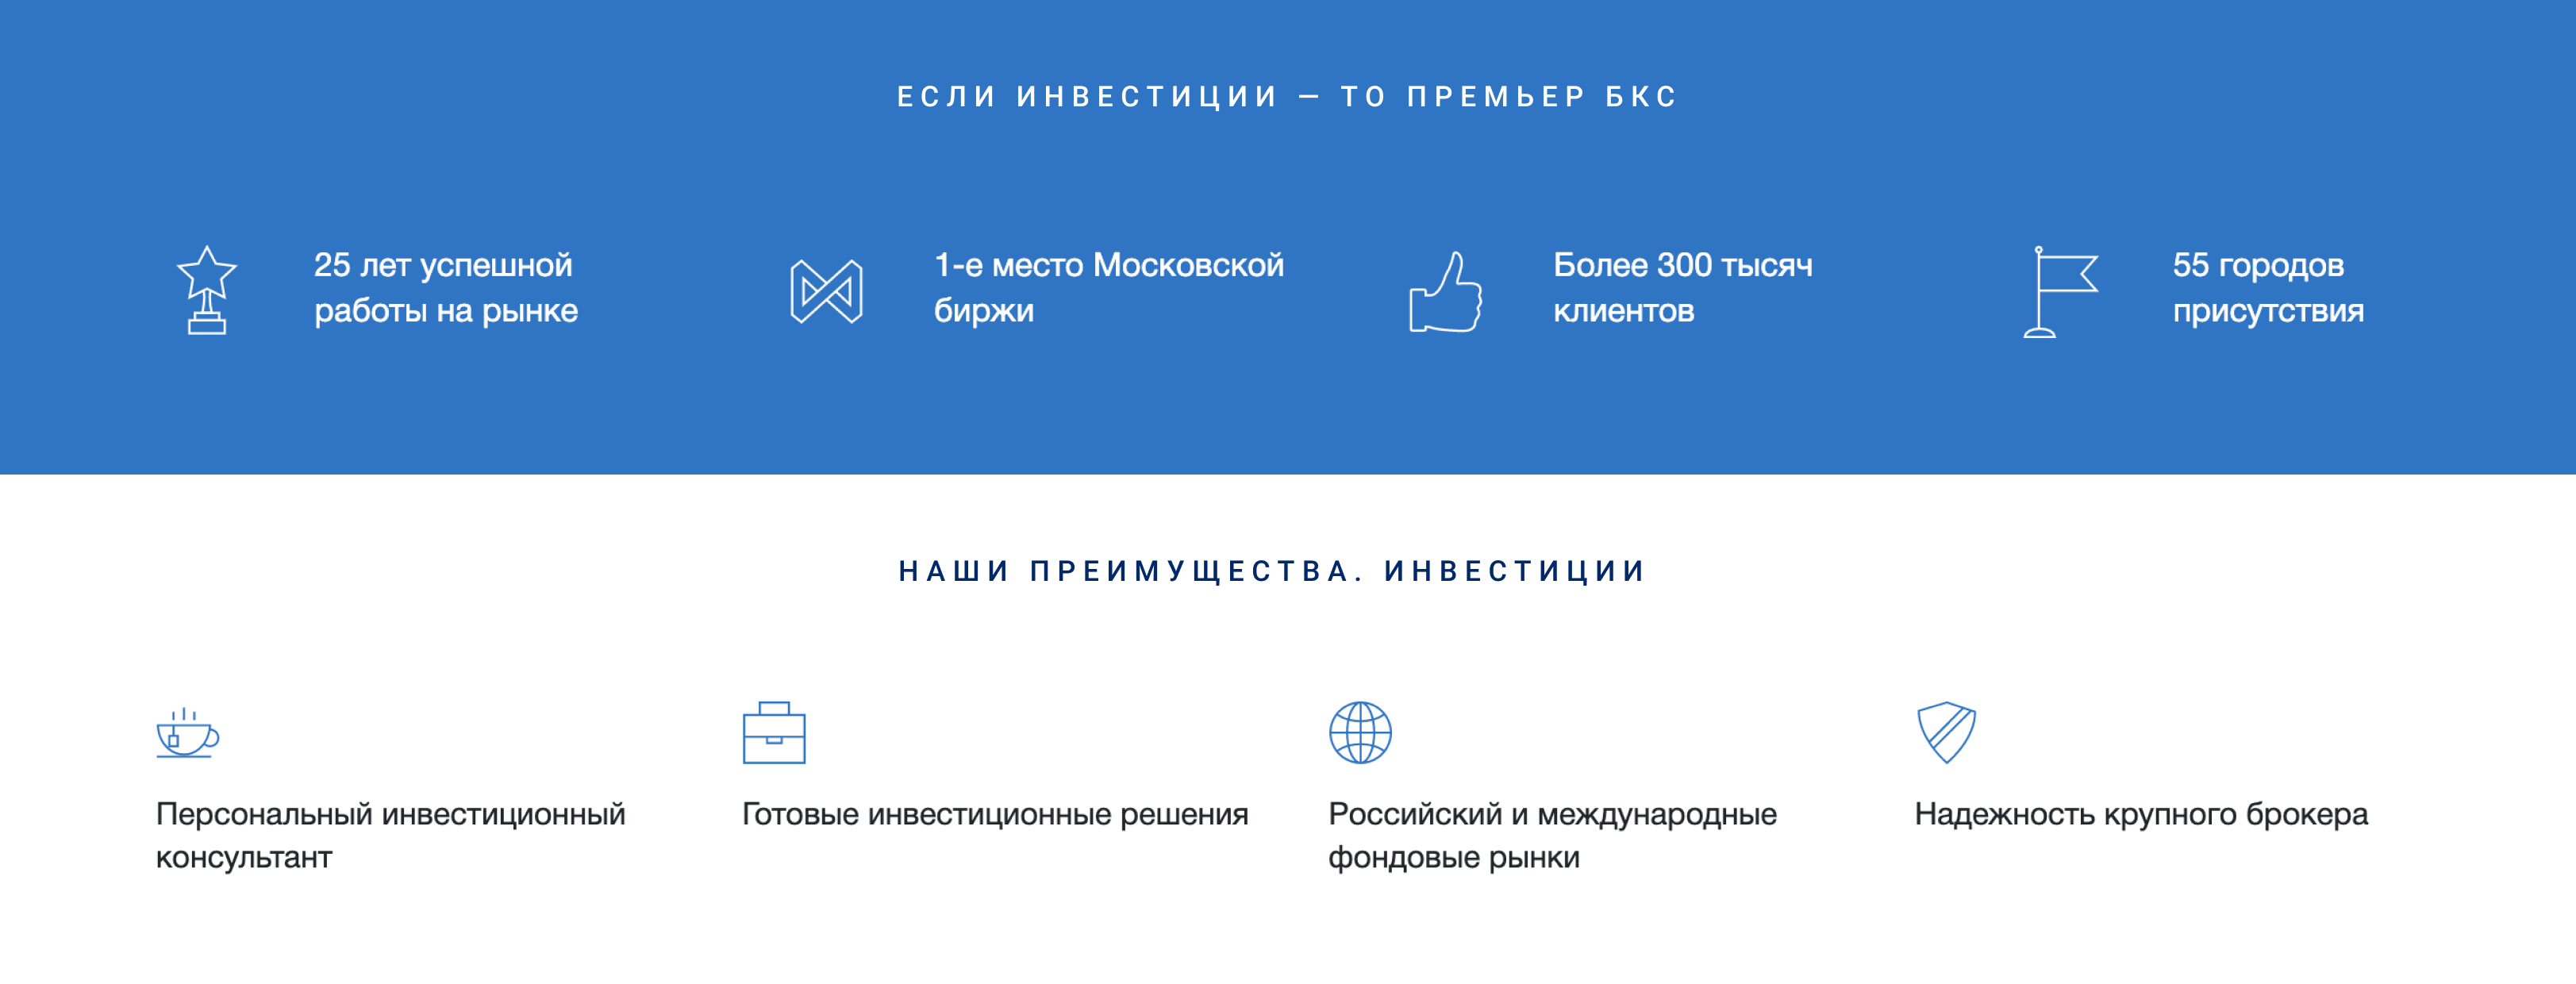 ЕСЛИ ИНВЕСТИЦИИ — ТО ПРЕМЬЕР БКС
25 лет успешной
работы на рынке
1-е место Московской
биржи
Более 300 тысяч
клиентов
55 городов
присутствия
НАШИ ПРЕИМУЩЕСТВА. ИНВЕСТИЦИИ
Персональный инвестиционный
консультант
Готовые инвестиционные решения
Российский и международные
фондовые рынки
Надежность крупного брокера